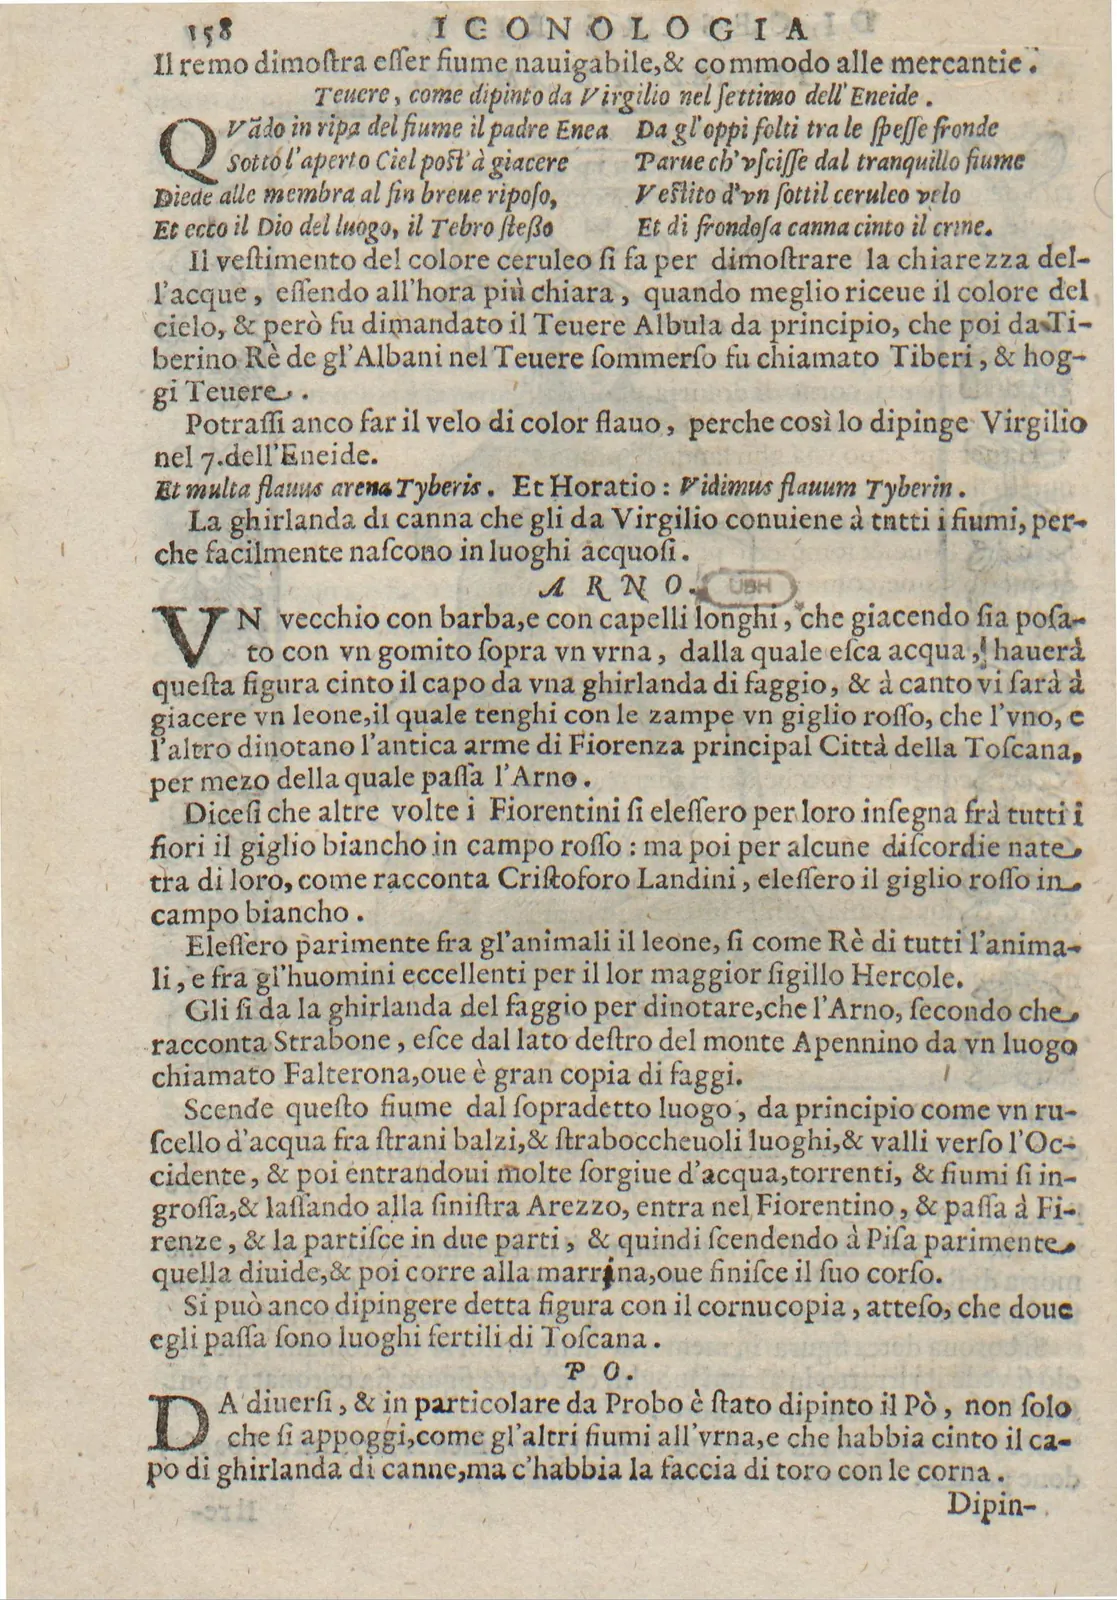 158 ICONOLOGIA
Il remo dimoſtra eſſer fiume nauigabile,& commodo alle mercantie.
Teuere, come dipinto da Virgilio nel ſettimo dell'Eneide.
QVãdo in ripa del fiume il padre Enea
Sotto l'aperto Ciel poſt' à giacere
Diede alle membra al fin breue ripoſo,
Et ecco il Dio del luogo, il Tebro ſteßo
Da gl'oppi folti tra le ſpeſſe fronde
Parue ch'vſciſſe dal tranquillo fiume
Veſtito d'vn ſottil ceruleo velo
Et di frondoſa canna cinto il crine.
Il veſtimento del colore ceruleo ſi fa per dimoſtrare la chiarezza del-
l'acque, eſſendo all'hora più chiara, quando meglio riceue il colore del
cielo, & però fu dimandato il Teuere Albula da principio, che poi da Ti-
berino Rè de gl'Albani nel Teuere ſommerſo fu chiamato Tiberi, & hog-
gi Teuere.
Potraſſi anco far il velo di color flauo, perche così lo dipinge Virgilio
nel 7.dell'Eneide.
Et multa flauus arena Tyberis. Et Horatio: Vidimus flauum Tyberin.
La ghirlanda di canna che gli da Virgilio conuiene à tutti i fiumi, per-
che facilmente naſcono in luoghi acquoſi.
ARNO.
UBH
VN vecchio con barba,e con capelli longhi, che giacendo ſia poſa-
to con vn gomito ſopra vn vrna, dalla quale eſca acqua, hauerà
queſta figura cinto il capo da vna ghirlanda di faggio, & à canto vi ſarà à
giacere vn leone,il quale tenghi con le zampe vn giglio roſſo, che l'vno, e
l'altro dinotano l'antica arme di Fiorenza principal Città della Toſcana,
per mezo della quale paſſa l'Arno.
Diceſi che altre volte i Fiorentini ſi eleſſero per loro inſegna frà tutti i
fiori il giglio biancho in campo roſſo: ma poi per alcune diſcordie nate
tra di loro, come racconta Criſtoforo Landini, eleſſero il giglio roſſo in
campo biancho.
Eleſſero parimente fra gl'animali il leone, ſi come Rè di tutti l'anima-
li, e fra gl'huomini eccellenti per il lor maggior ſigillo Hercole.
Gli ſi da la ghirlanda del faggio per dinotare,che l'Arno, ſecondo che
racconta Strabone, eſce dal lato deſtro del monte Apennino da vn luogo
chiamato Falterona,oue è gran copia di faggi.
Scende queſto fiume dal ſopradetto luogo, da principio come vn ru-
ſcello d'acqua fra ſtrani balzi,& ſtraboccheuoli luoghi,& valli verſo l'Oc-
cidente, & poi entrandoui molte ſorgiue d'acqua,torrenti, & fiumi ſi in-
groſſa,& laſſando alla ſiniſtra Arezzo, entra nel Fiorentino, & paſſa à Fi-
renze, & la partiſce in due parti, & quindi ſcendendo à Piſa parimente
quella diuide,& poi corre alla marrina,oue finiſce il ſuo corſo.
Si può anco dipingere detta figura con il cornucopia, atteſo, che doue
egli paſſa ſono luoghi fertili di Toſcana.
PO.
DA diuerſi, & in particolare da Probo è ſtato dipinto il Pò, non ſolo
che ſi appoggi,come gl'altri fiumi all'vrna,e che habbia cinto il ca-
po di ghirlanda di canne,ma c'habbia la faccia di toro con le corna.
Dipin-